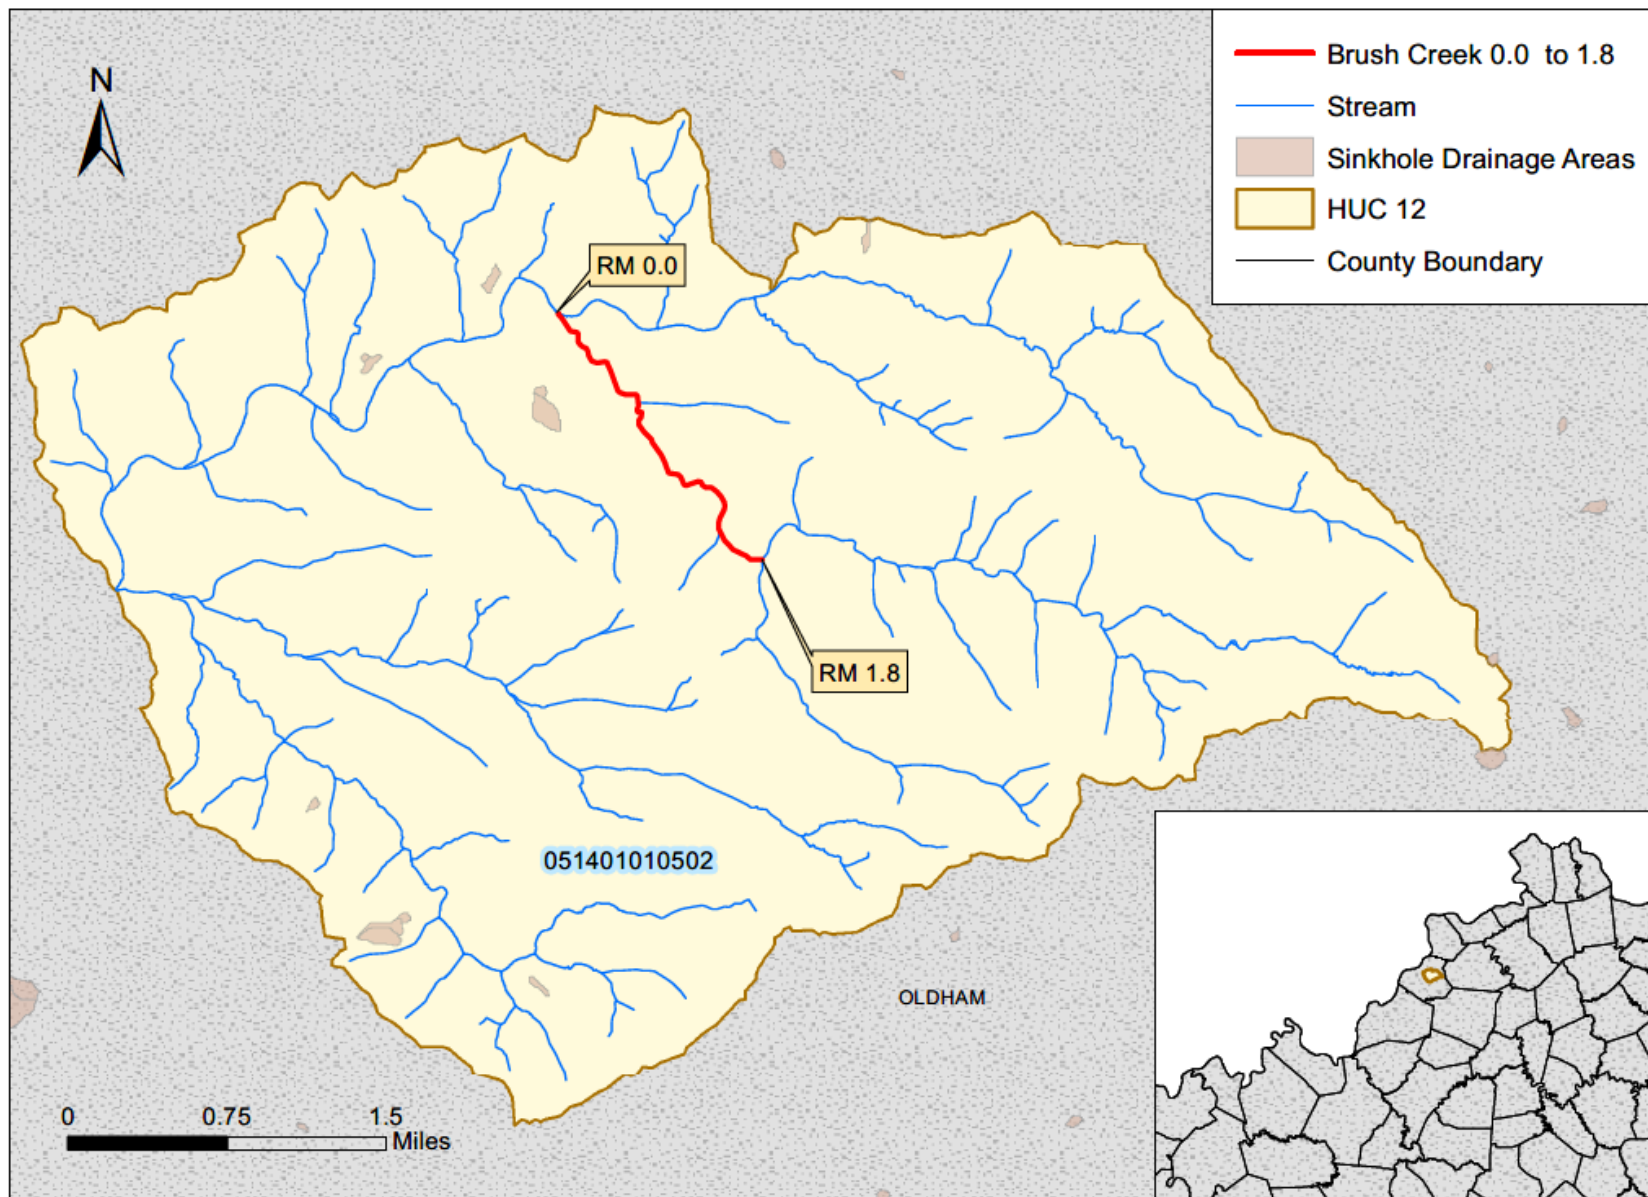 N
Brush Creek 0.0 to 1.8
Stream
Sinkhole Drainage Areas
HUC 12
County Boundary
RM 0.0
RM 1.8
051401010502
OLDHAM
0 0.75 1.5
Miles